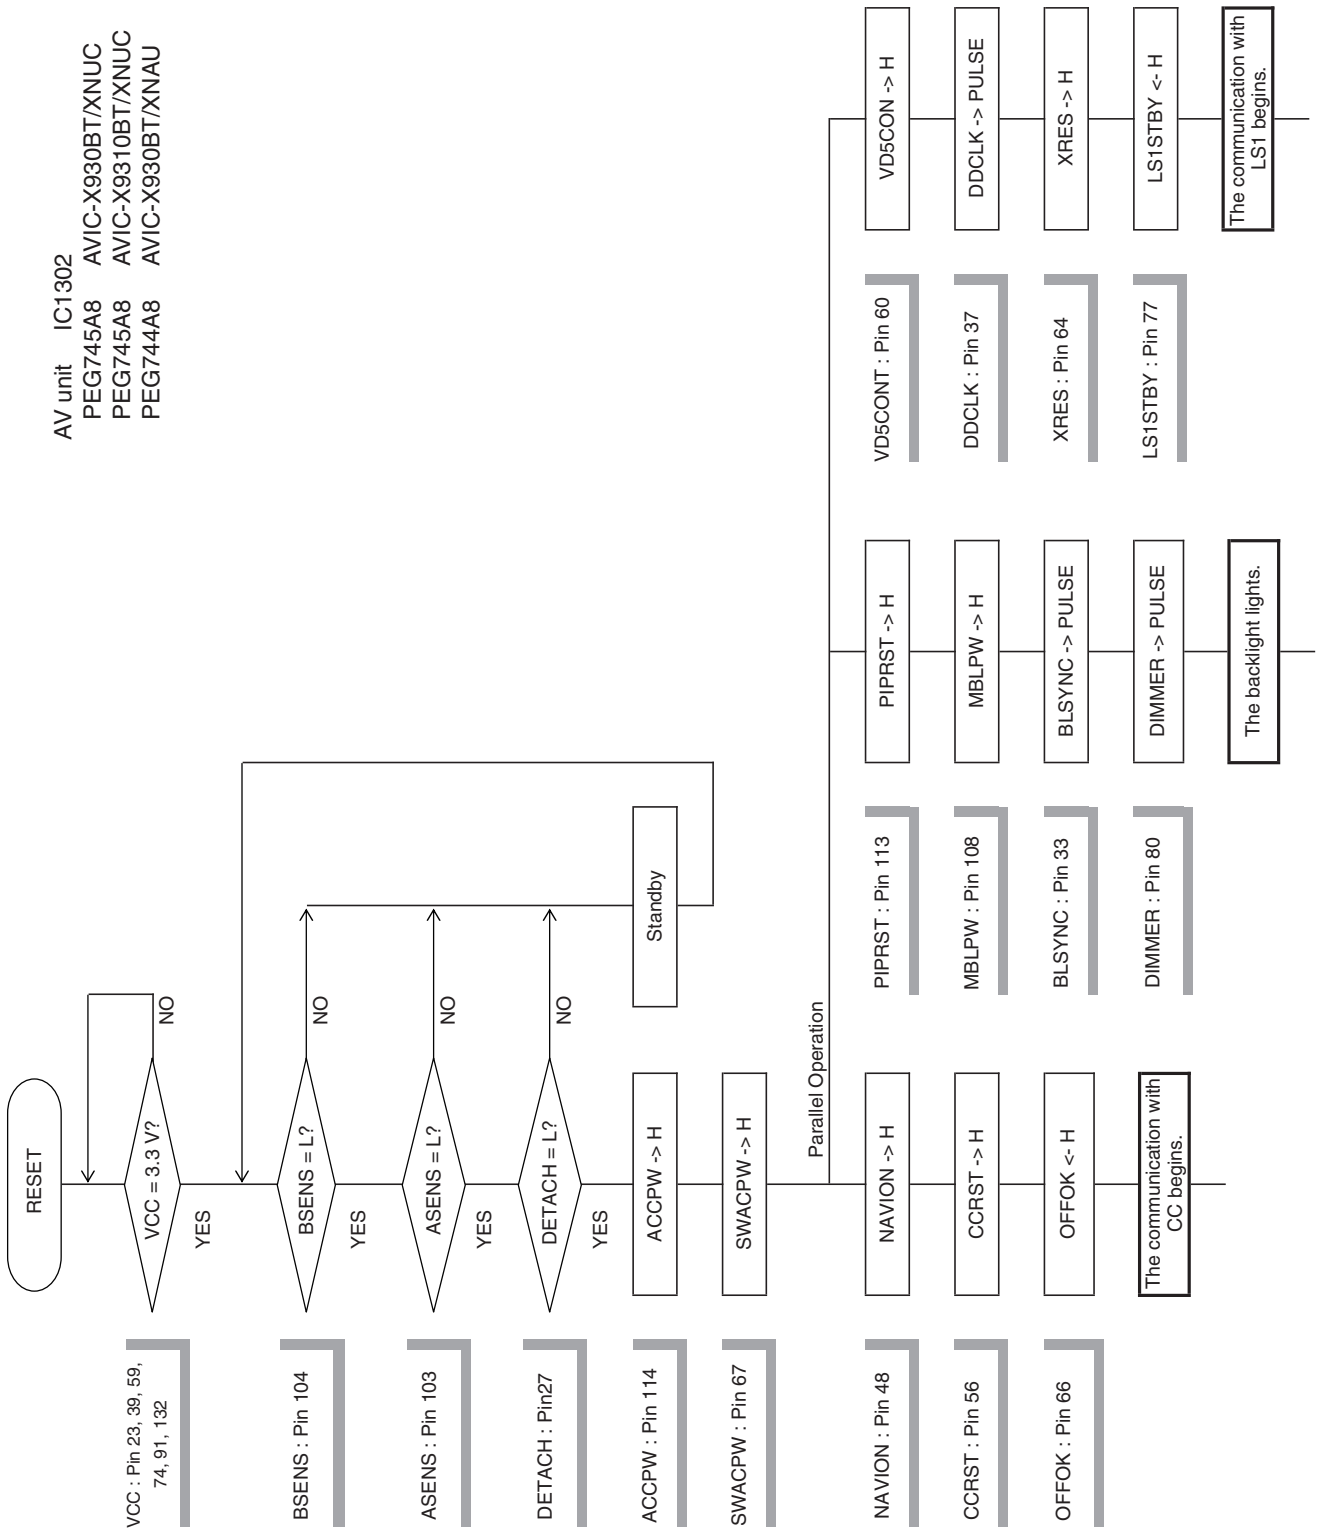 AV unit IC1302
PEG745A8 AVIC-X930BT/XNUC
PEG745A8 AVIC-X9310BT/XNUC
PEG744A8 AVIC-X930BT/XNAU
RESET
VCC : Pin 23, 39, 59,
74, 91, 132
VCC = 3.3 V?
NO
YES
BSENS : Pin 104
BSENS = L?
NO
YES
ASENS : Pin 103
ASENS = L?
NO
YES
DETACH : Pin27
DETACH = L?
NO
YES
ACCPW : Pin 114
ACCPW -> H
Standby
SWACPW : Pin 67
SWACPW -> H
Parallel Operation
NAVION : Pin 48
NAVION -> H
PIPRST : Pin 113
PIPRST -> H
VD5CONT : Pin 60
VD5CON -> H
CCRST : Pin 56
CCRST -> H
MBLPW : Pin 108
MBLPW -> H
DDCLK : Pin 37
DDCLK -> PULSE
OFFOK : Pin 66
OFFOK <- H
BLSYNC : Pin 33
BLSYNC -> PULSE
XRES : Pin 64
XRES -> H
The communication with
CC begins.
DIMMER : Pin 80
DIMMER -> PULSE
LS1STBY : Pin 77
LS1STBY <- H
The backlight lights.
The communication with
LS1 begins.